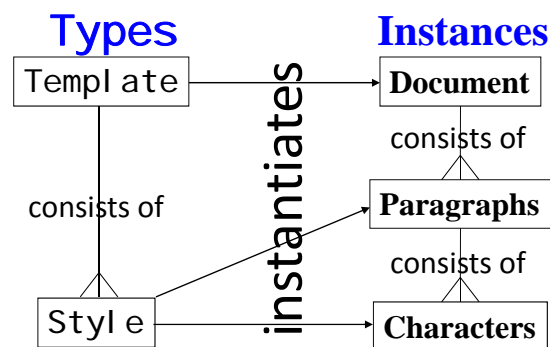 Types
Instances
Template
Document
instantiates
consists of
consists of
Paragraphs
consists of
Style
Characters